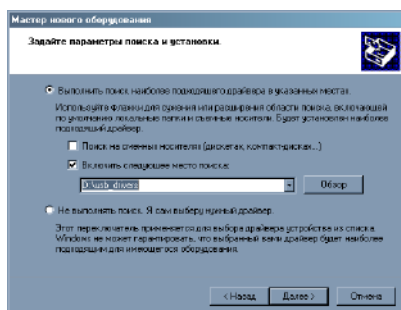 Мастер нового оборудования
Задайте параметры поиска и установки.
Выполнить поиск наиболее подходящего драйвера в указанных местах.
Используйте флажки для сужения или расширения области поиска, включающей
по умолчанию локальные папки и съемные носители. Будет установлен наиболее
подходящий драйвер.
Поиск на сменных носителях (дискетах, компакт-дисках...)
Включить следующее место поиска:
D:\usb_drivers
Обзор
Не выполнять поиск. Я сам выберу нужный драйвер.
Этот переключатель применяется для выбора драйвера устройства из списка.
Windows не может гарантировать, что выбранный вами драйвер будет наиболее
подходящим для имеющегося оборудования.
< Назад
Далее >
Отмена